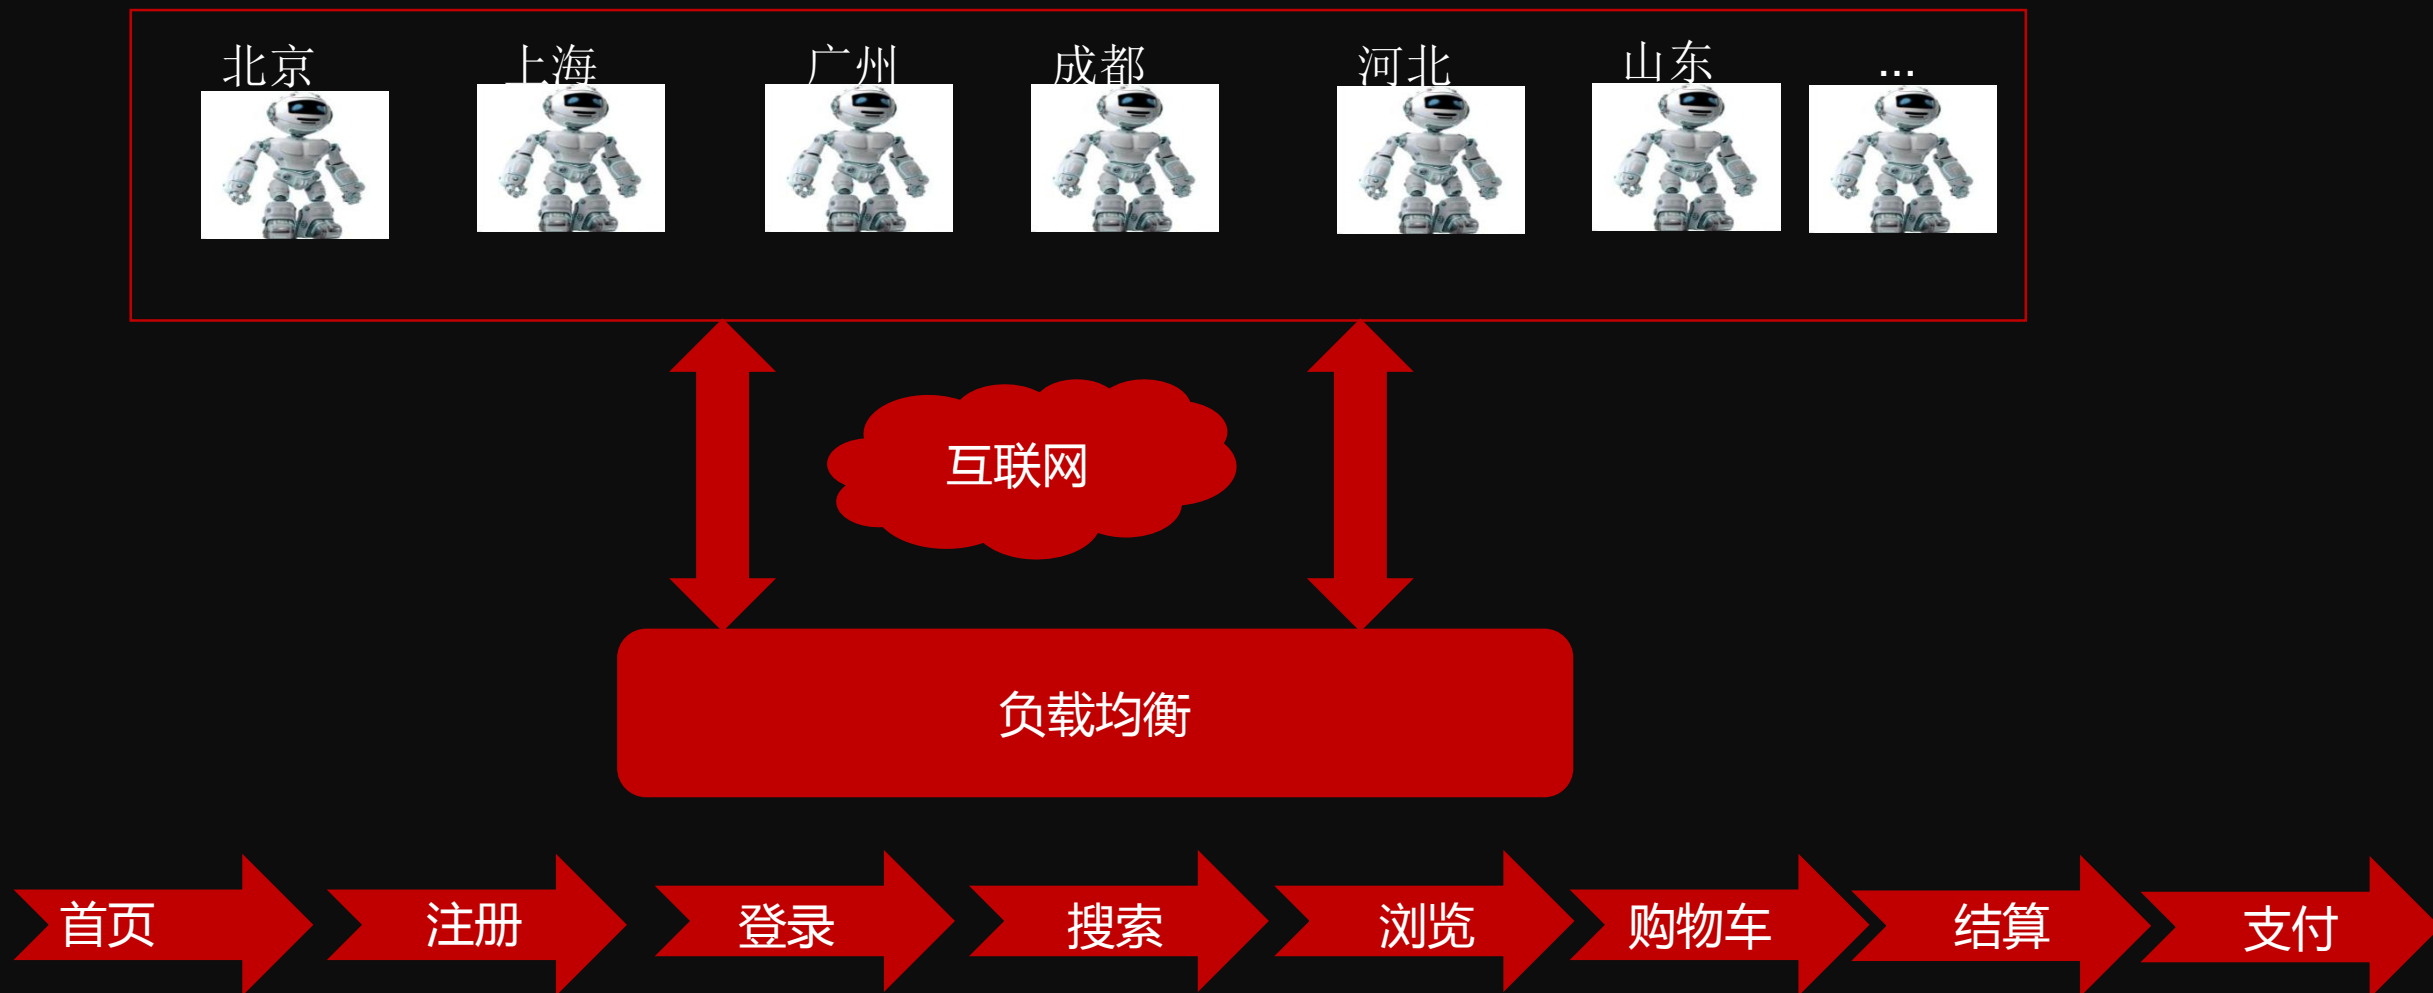 北京 上海 广州 成都 河北 山东 ...
互联网
负载均衡
首页 注册 登录 搜索 浏览 购物车 结算 支付